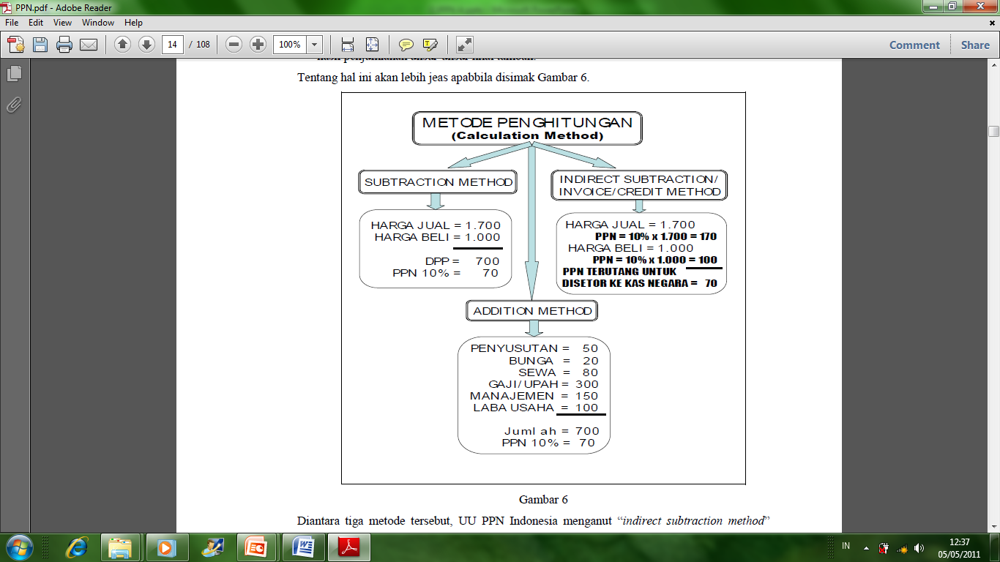 PPN.pdf - Adobe Reader
File Edit View Window Help
14 / 108
100%
Comment Share
Tentang hal ini akan lebih jeas apabbila disimak Gambar 6.
METODE PENGHITUNGAN
(Calculation Method)
SUBTRACTION METHOD
HARGA JUAL = 1.700
HARGA BELI = 1.000
DPP = 700
PPN 10% = 70
INDIRECT SUBTRACTION/
INVOICE/CREDIT METHOD
HARGA JUAL = 1.700
PPN = 10% x 1.700 = 170
HARGA BELI = 1.000
PPN = 10% x 1.000 = 100
PPN TERUTANG UNTUK
DISETOR KE KAS NEGARA = 70
ADDITION METHOD
PENYUSUTAN = 50
BUNGA = 20
SEWA = 80
GAJI/UPAH = 300
MANAJEMEN = 150
LABA USAHA = 100
Jumlah = 700
PPN 10% = 70
Gambar 6
Diantara tiga metode tersebut, UU PPN Indonesia menganut “indirect subtraction method”
IN
12:37
05/05/2011